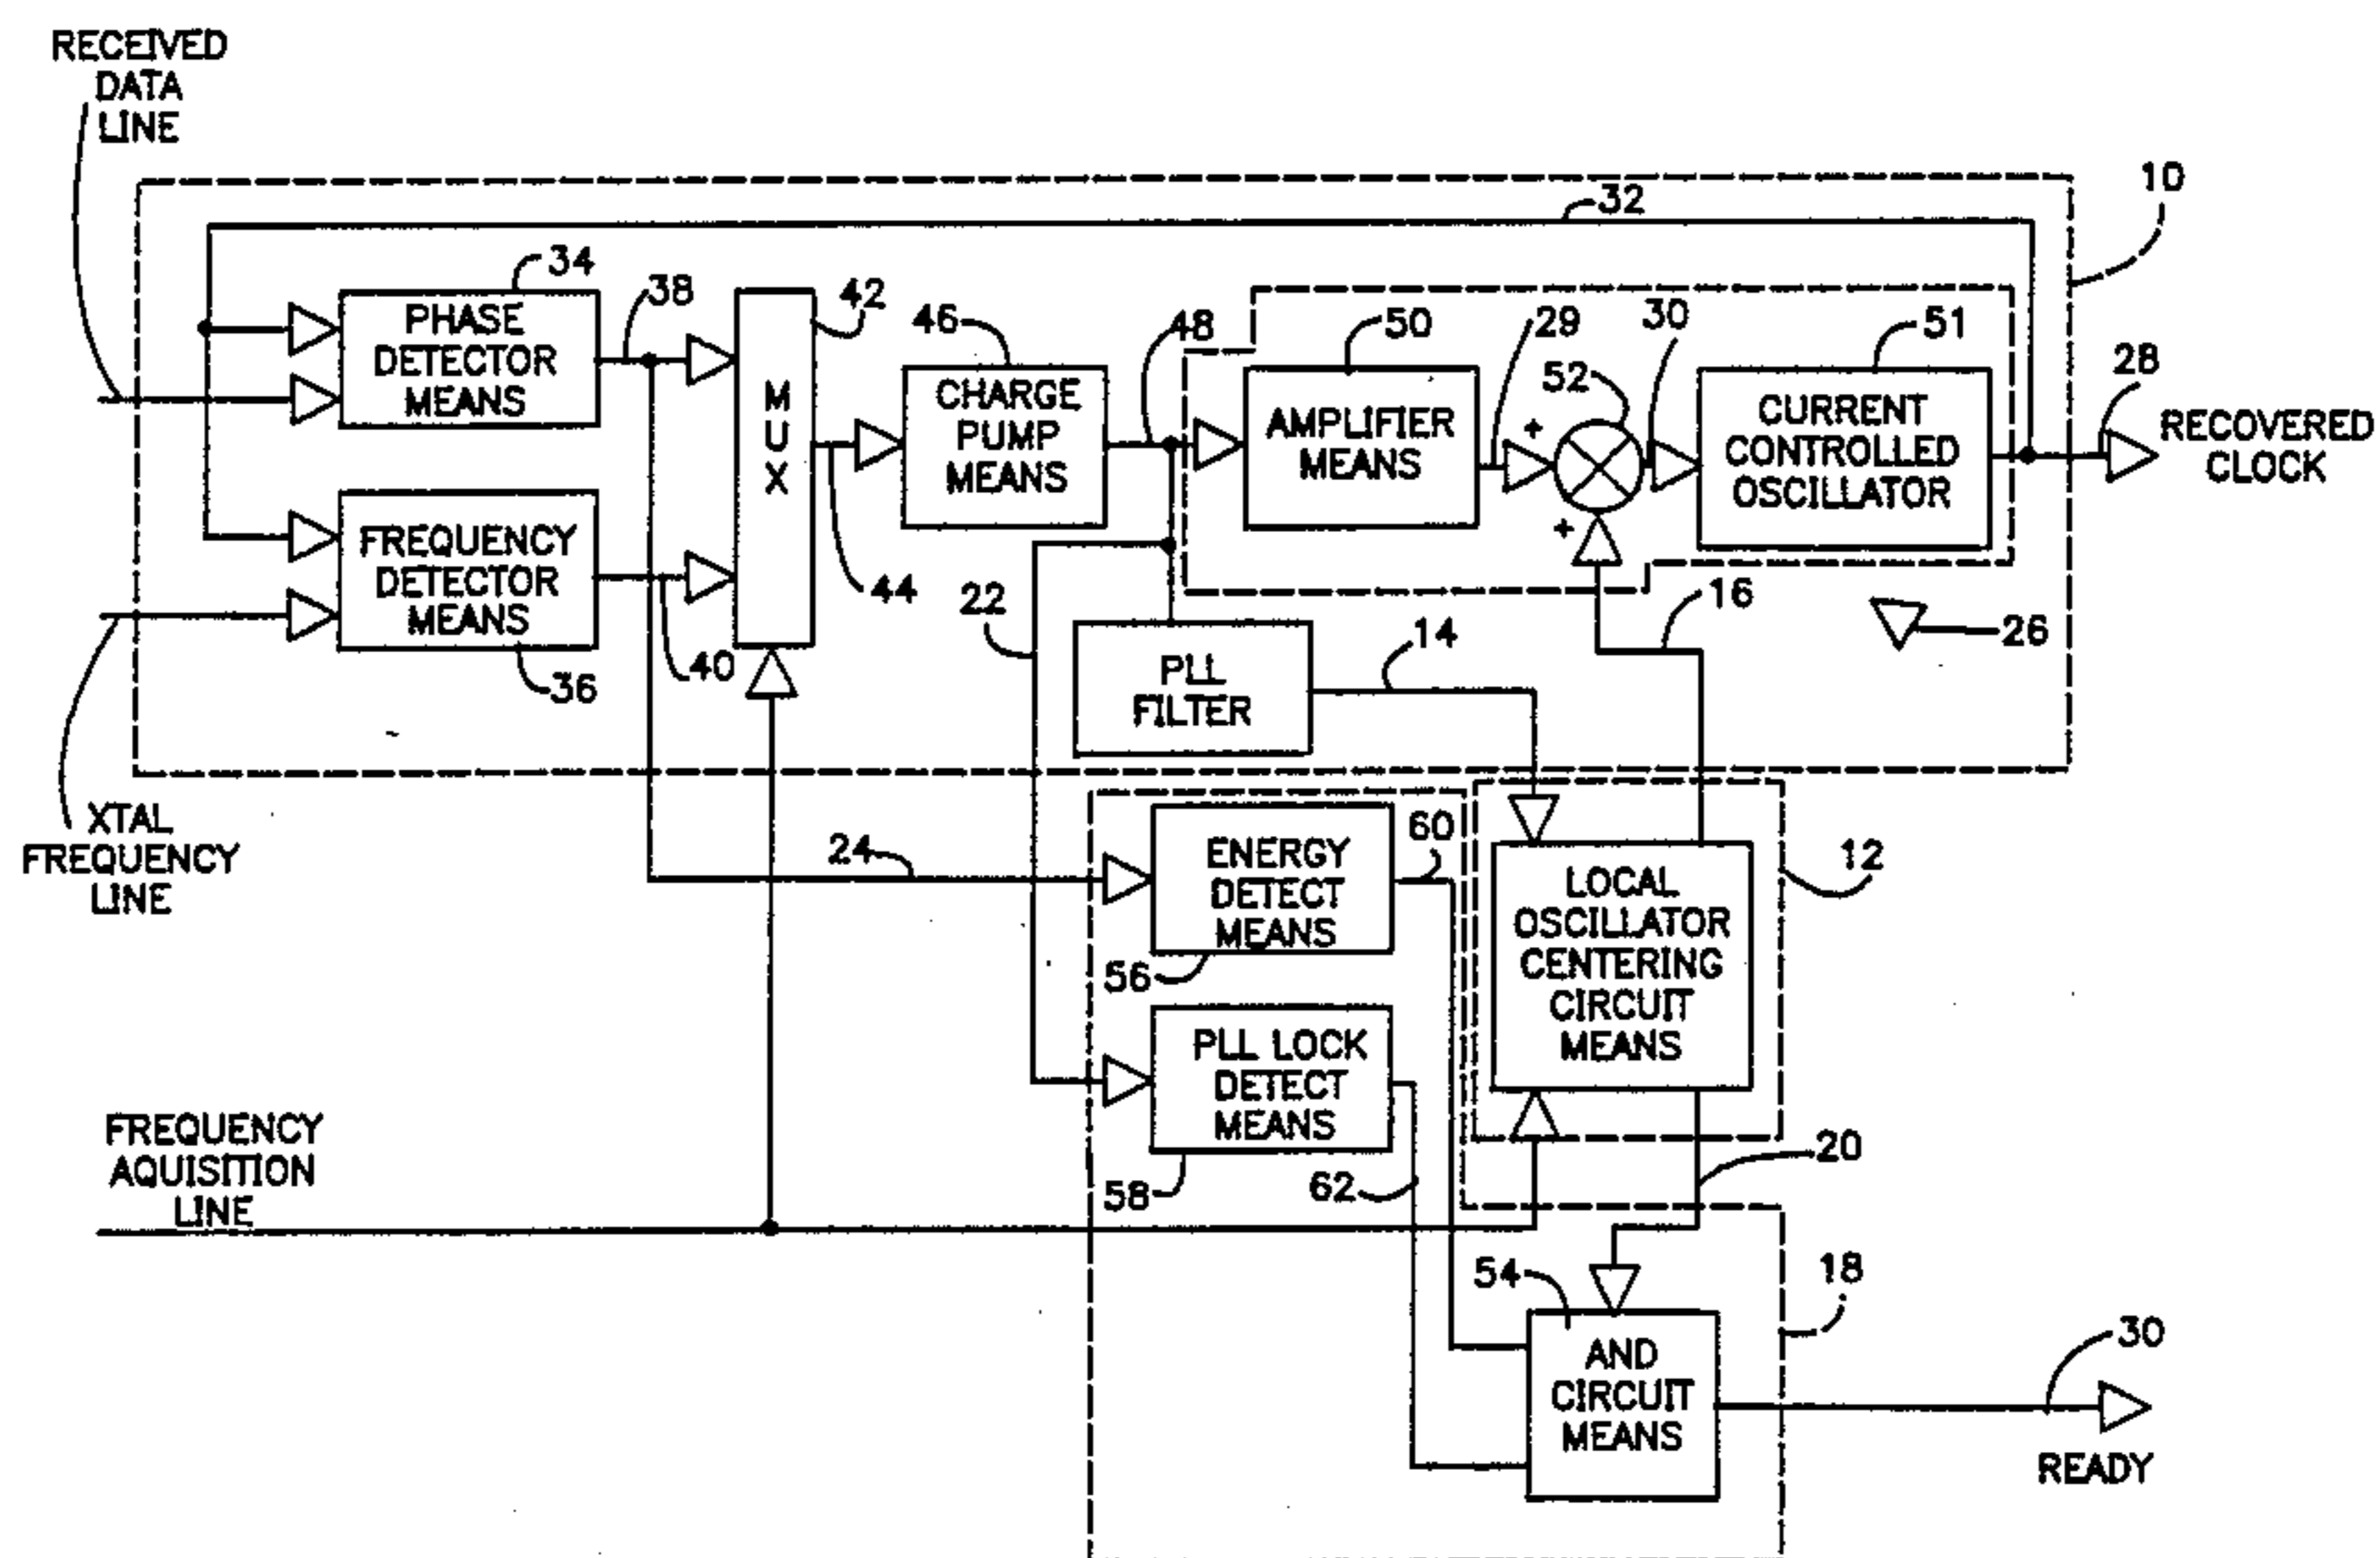 RECEIVED
DATA
LINE
10
32
34
38
42
46
48
50
29
30
51
PHASE
DETECTOR
MEANS
M
U
X
CHARGE
PUMP
MEANS
AMPLIFIER
MEANS
+
52
+
CURRENT
CONTROLLED
OSCILLATOR
28
RECOVERED
CLOCK
FREQUENCY
DETECTOR
MEANS
36
40
44
22
PLL
FILTER
14
16
26
XTAL
FREQUENCY
LINE
24
ENERGY
DETECT
MEANS
56
60
LOCAL
OSCILLATOR
CENTERING
CIRCUIT
MEANS
12
PLL LOCK
DETECT
MEANS
58
62
20
FREQUENCY
AQUISITION
LINE
54
AND
CIRCUIT
MEANS
18
30
READY